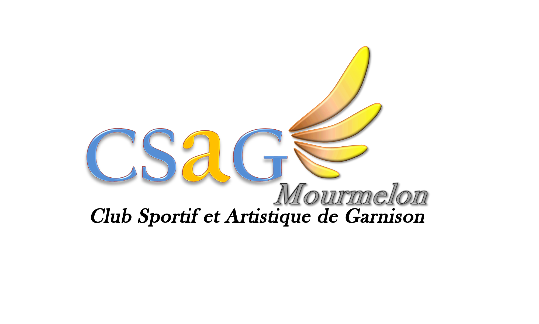 CSaG
Mourmelon
Club Sportif et Artistique de Garnison